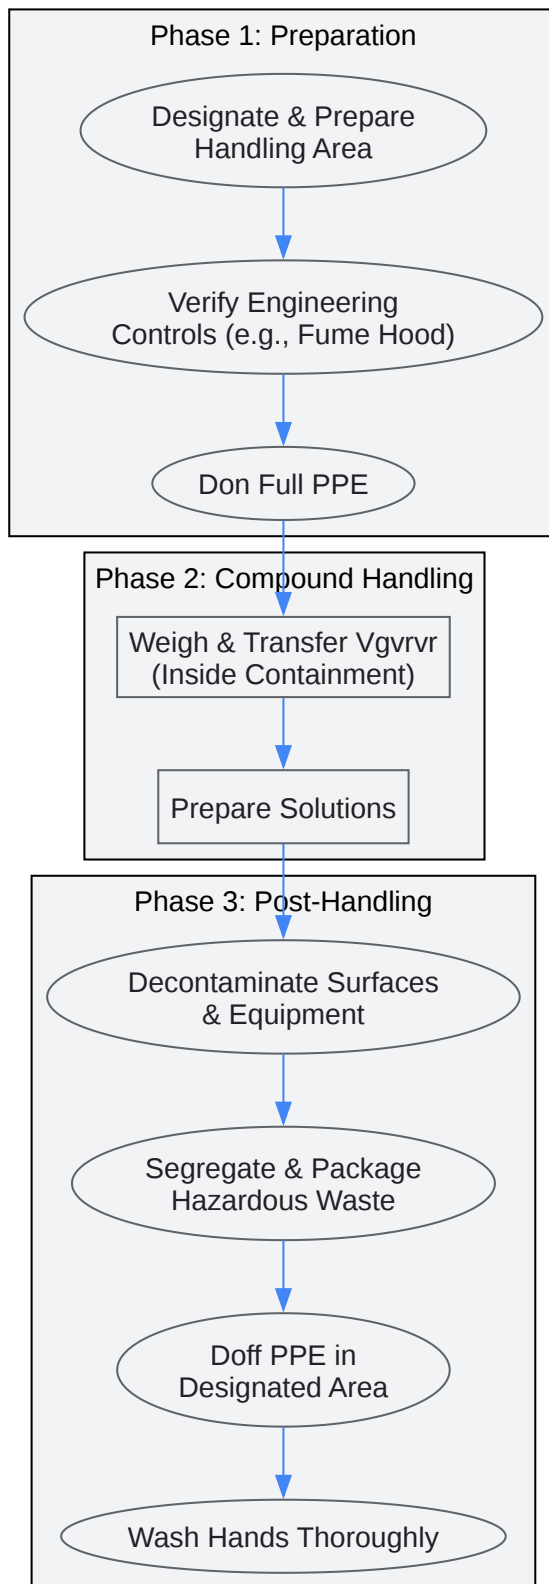 Phase 1: Preparation
Designate & Prepare
Handling Area
Verify Engineering
Controls (e.g., Fume Hood)
Don Full PPE
Phase 2: Compound Handling
Weigh & Transfer Vgvrvr
(Inside Containment)
Prepare Solutions
Phase 3: Post-Handling
Decontaminate Surfaces
& Equipment
Segregate & Package
Hazardous Waste
Doff PPE in
Designated Area
Wash Hands Thoroughly